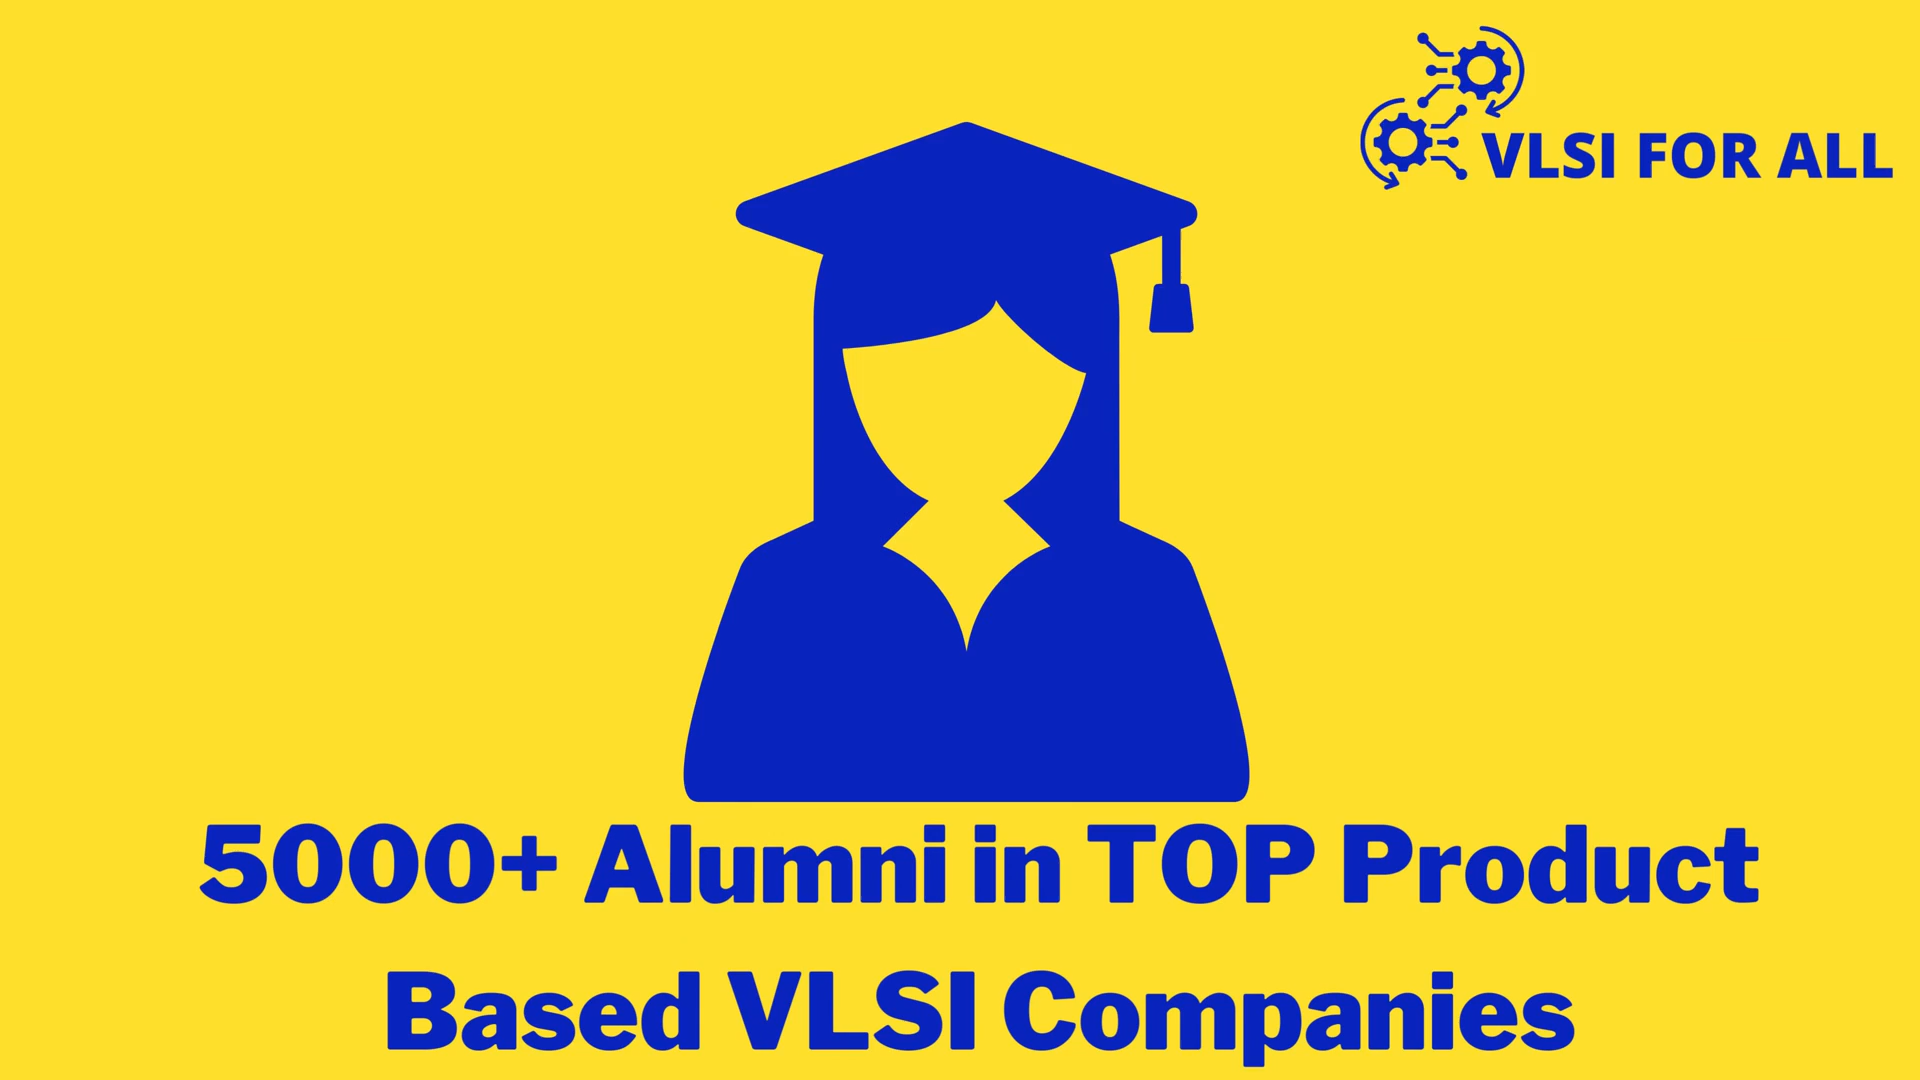 VLSI FOR ALL
5000+ Alumni in TOP Product
Based VLSI Companies